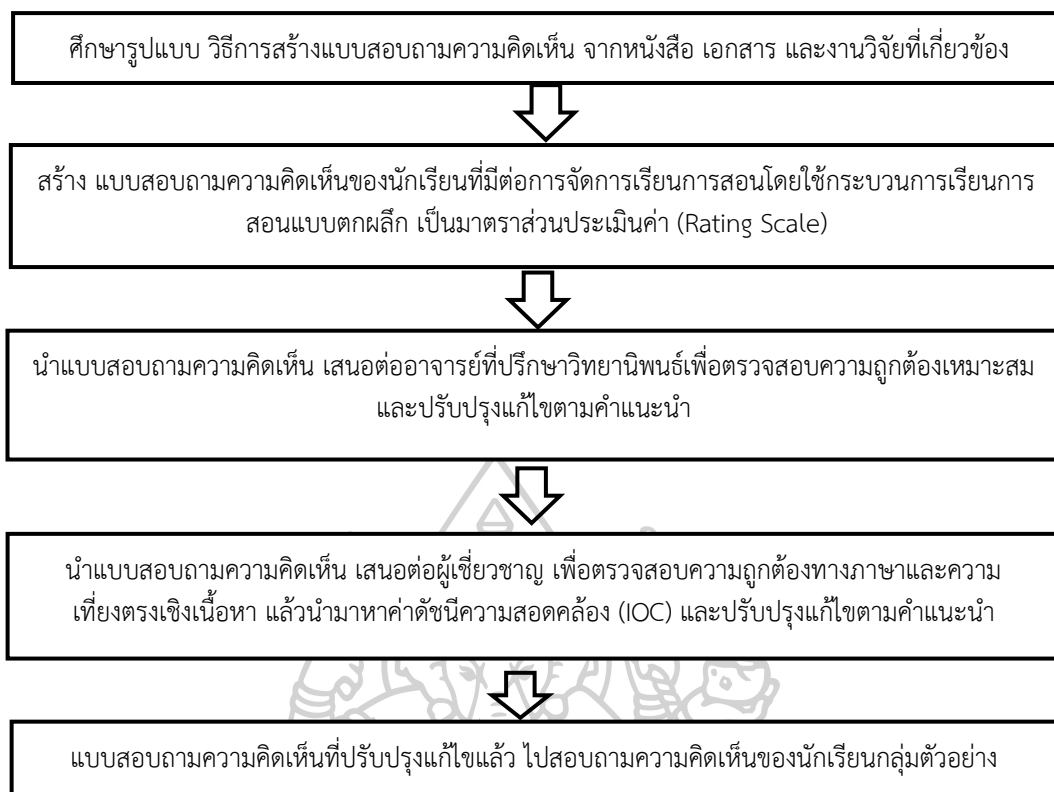 ศึกษารูปแบบ วิธีการสร้างแบบสอบถามความคิดเห็น จากหนังสือ เอกสาร และงานวิจัยที่เกี่ยวข้อง
สร้าง แบบสอบถามความคิดเห็นของนักเรียนที่มีต่อการจัดการเรียนการสอนโดยใช้กระบวนการเรียนการ
สอนแบบตกผลึก เป็นมาตราส่วนประเมินค่า (Rating Scale)
นำแบบสอบถามความคิดเห็น เสนอต่ออาจารย์ที่ปรึกษาวิทยานิพนธ์เพื่อตรวจสอบความถูกต้องเหมาะสม
และปรับปรุงแก้ไขตามคำแนะนำ
นำแบบสอบถามความคิดเห็น เสนอต่อผู้เชี่ยวชาญ เพื่อตรวจสอบความถูกต้องทางภาษาและความ
เที่ยงตรงเชิงเนื้อหา แล้วนำมาหาค่าดัชนีความสอดคล้อง (IOC) และปรับปรุงแก้ไขตามคำแนะนำ
แบบสอบถามความคิดเห็นที่ปรับปรุงแก้ไขแล้ว ไปสอบถามความคิดเห็นของนักเรียนกลุ่มตัวอย่าง